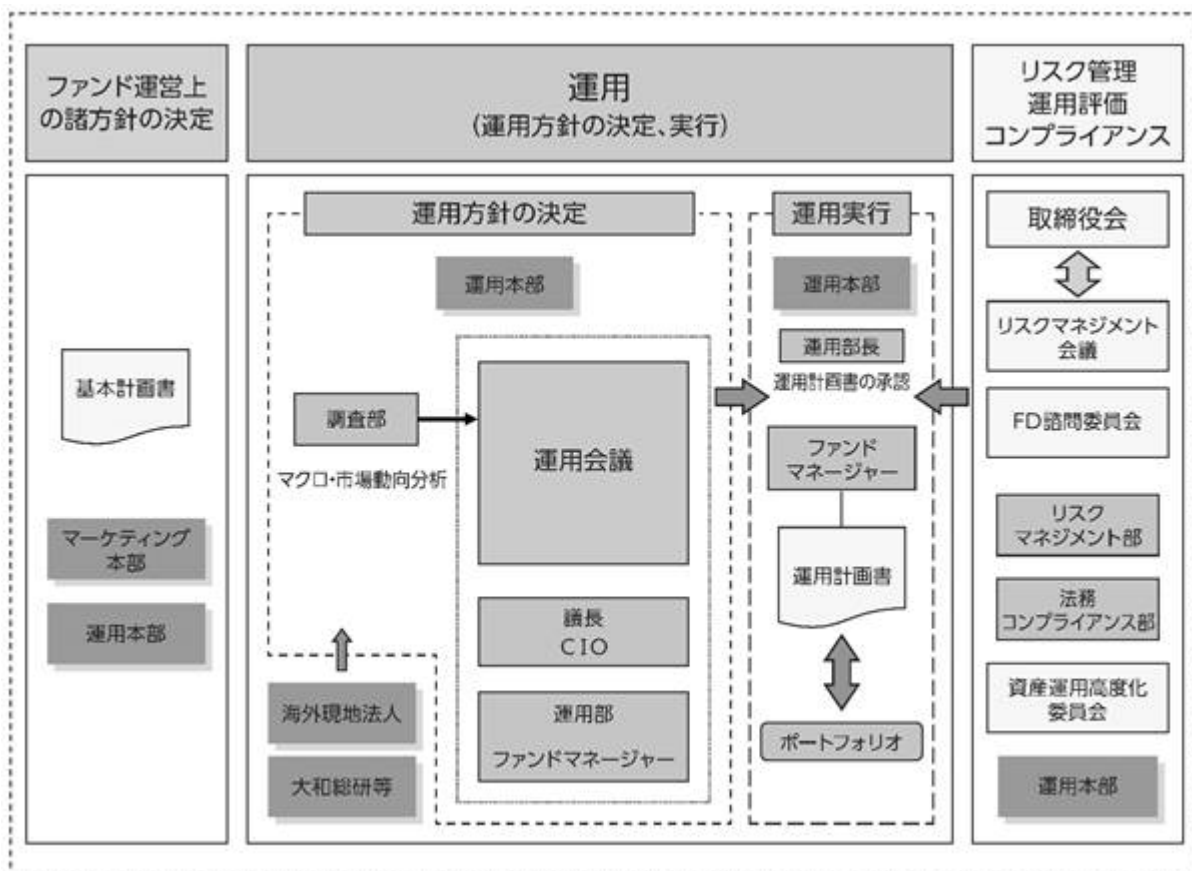 ファンド運営上
の諸方針の決定
運用
(運用方針の決定、実行)
リスク管理
運用評価
コンプライアンス
基本計画書
マーケティング
本部
運用本部
運用方針の決定
運用本部
調査部
マクロ・市場動向分析
運用会議
議長
CIO
運用部
ファンドマネージャー
海外現地法人
大和総研等
運用実行
運用本部
運用部長
運用計画書の承認
ファンド
マネージャー
運用計画書
ポートフォリオ
取締役会
リスクマネジメント
会議
FD諮問委員会
リスク
マネジメント部
法務
コンプライアンス部
資産運用高度化
委員会
運用本部